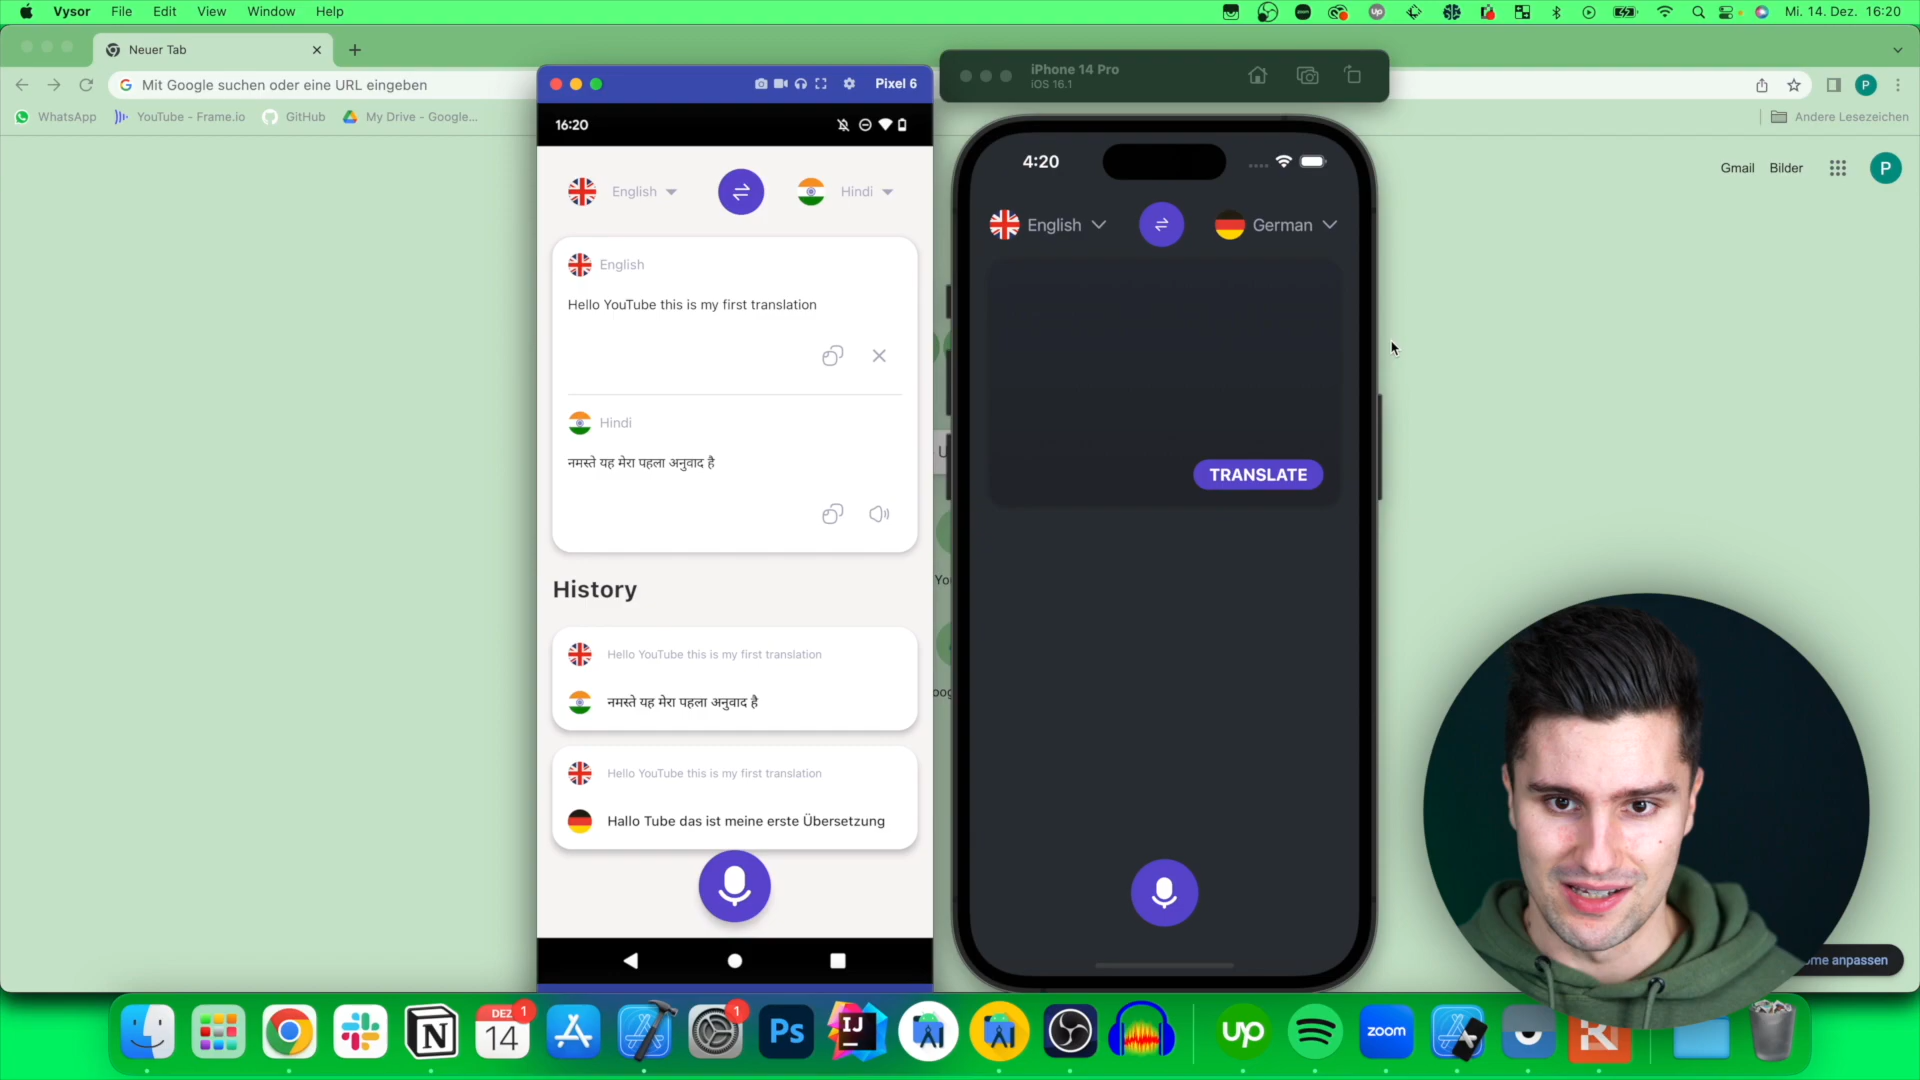 Vysor File Edit View Window Help
Mi. 14. Dez. 16:20
Neuer Tab
Mit Google suchen oder eine URL eingeben
WhatsApp
YouTube - Frame.io
GitHub
My Drive - Google...
Andere Lesezeichen
Gmail
Bilder
P
P
Pixel 6
16:20
English
Hindi
English
Hello YouTube this is my first translation
Hindi
नमस्ते यह मेरा पहला अनुवाद है
History
Hello YouTube this is my first translation
नमस्ते यह मेरा पहला अनुवाद है
Hello YouTube this is my first translation
Hallo Tube das ist meine erste Übersetzung
iPhone 14 Pro
iOS 16.1
4:20
English
German
TRANSLATE
anpassen
DEZ
14
1
1
Ps
IJ
up
zoom